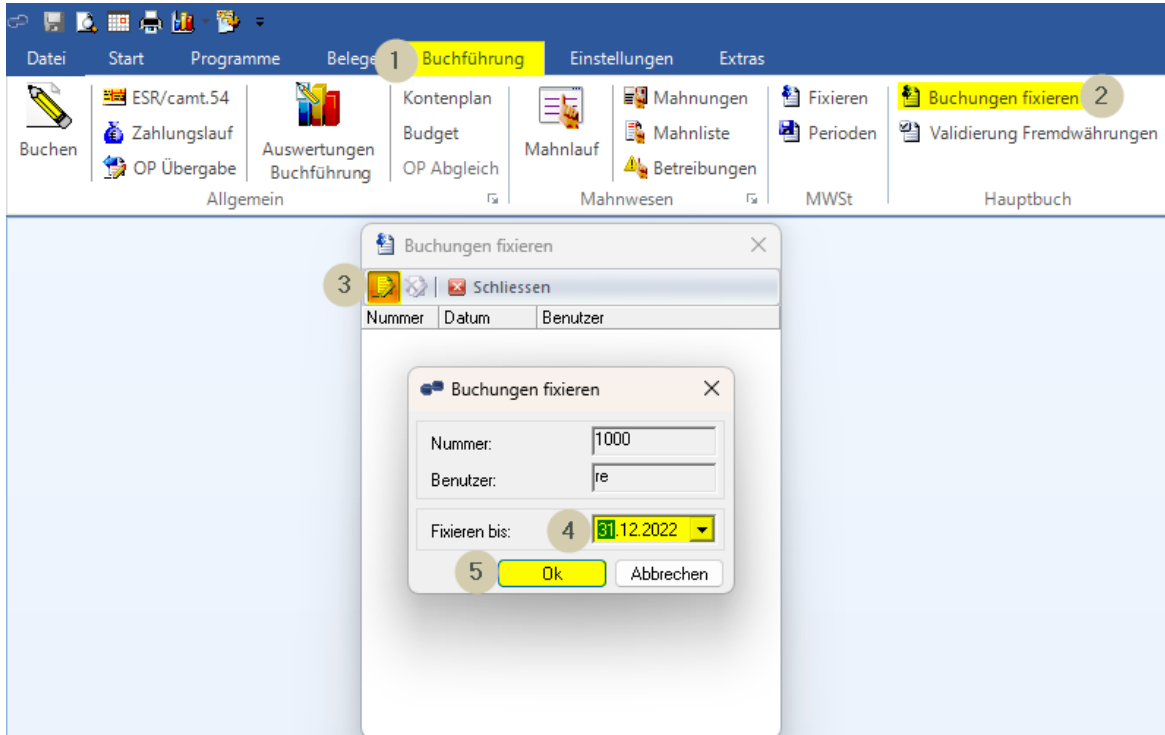 Datei Start Programme Belege 1 Buchführung Einstellungen Extras
Buchen
ESR/camt.54
Zahlungslauf
OP Übergabe
Auswertungen
Buchführung
Kontenplan
Budget
OP Abgleich
Allgemein
Mahnlauf
Mahnungen
Mahnliste
Betreibungen
Mahnwesen
Fixieren
Perioden
MWSt
Buchungen fixieren 2
Validierung Fremdwährungen
Hauptbuch
Buchungen fixieren
3 Schliessen
Nummer Datum Benutzer
Buchungen fixieren
Nummer: 1000
Benutzer: re
Fixieren bis: 4 31.12.2022
5 Ok Abbrechen